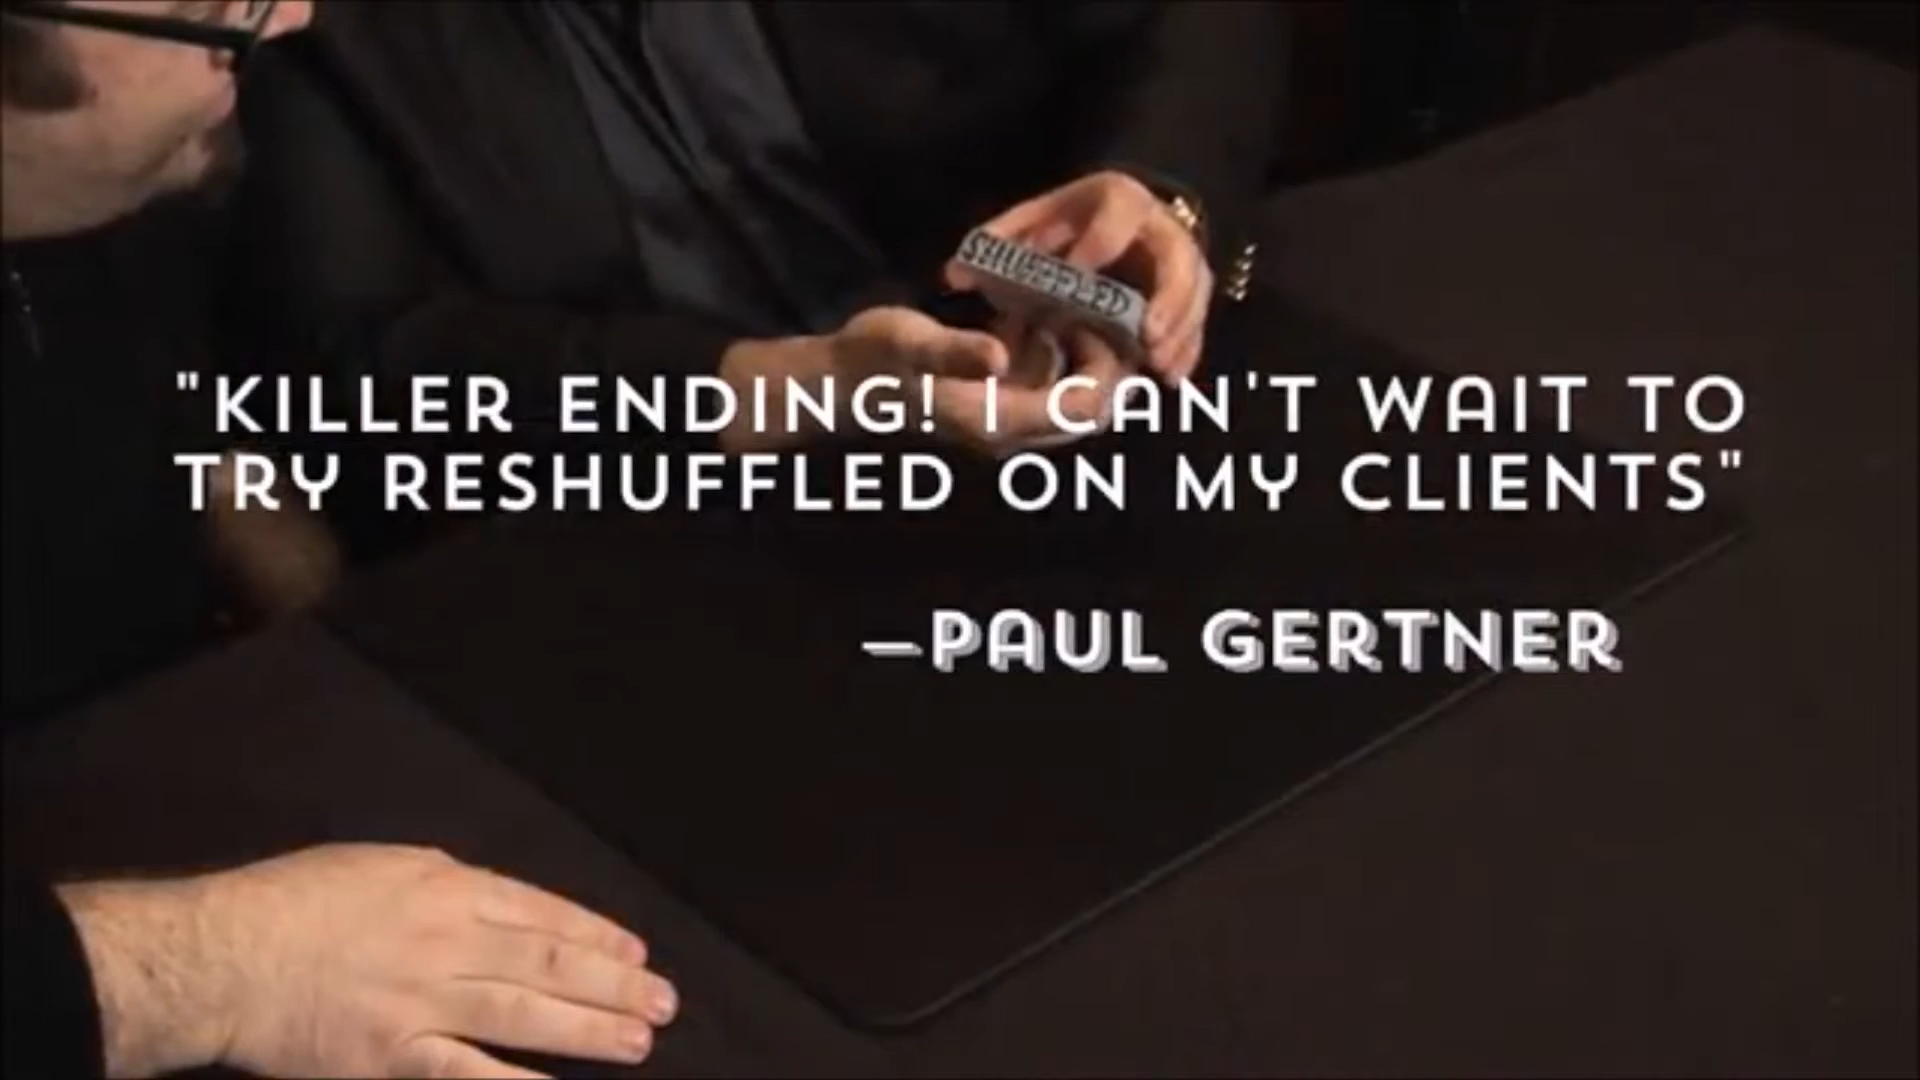 SHUFFLED
"KILLER ENDING! I CAN'T WAIT TO
TRY RESHUFFLED ON MY CLIENTS"
—PAUL GERTNER